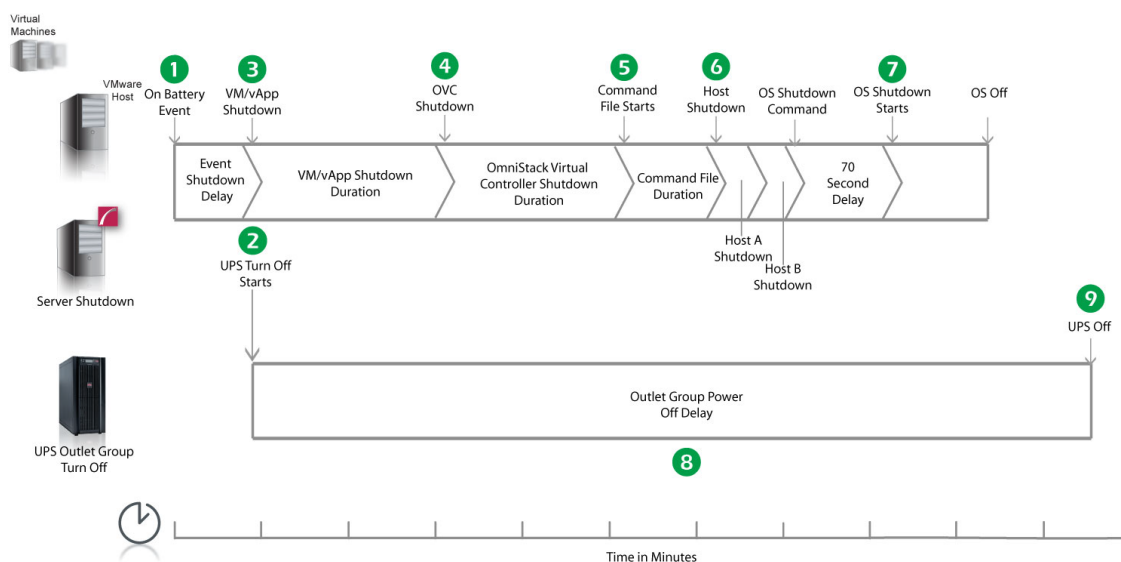 Virtual
Machines
VMware
Host
1
On Battery
Event
3
VM/vApp
Shutdown
4
OVC
Shutdown
5
Command
File Starts
6
Host
Shutdown
OS Shutdown
Command
7
OS Shutdown
Starts
OS Off
Event
Shutdown
Delay
VM/vApp Shutdown
Duration
OmniStack Virtual
Controller Shutdown
Duration
Command File
Duration
70
Second
Delay
Host A
Shutdown
Host B
Shutdown
Server Shutdown
2
UPS Turn Off
Starts
9
UPS Off
Outlet Group Power
Off Delay
UPS Outlet Group
Turn Off
8
Time in Minutes